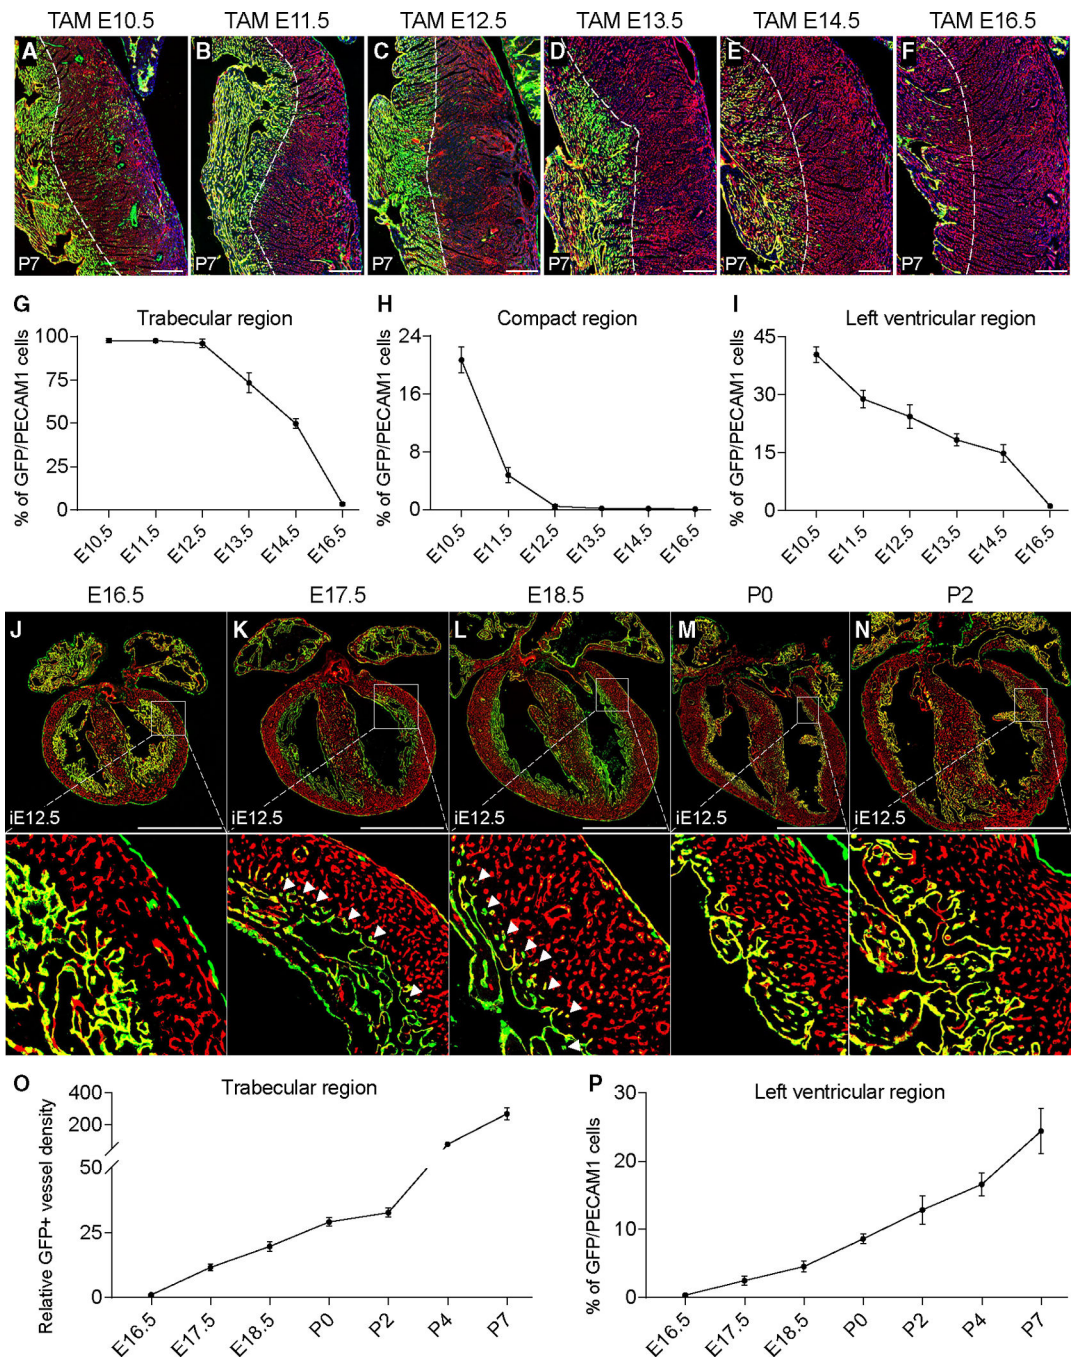 TAM E10.5 TAM E11.5 TAM E12.5 TAM E13.5 TAM E14.5 TAM E16.5
A B C D E F
P7 P7 P7 P7 P7 P7
G Trabecular region
% of GFP/PECAM1 cells
100
75
50
25
0
E10.5 E11.5 E12.5 E13.5 E14.5 E16.5
H Compact region
% of GFP/PECAM1 cells
24
16
8
0
E10.5 E11.5 E12.5 E13.5 E14.5 E16.5
I Left ventricular region
% of GFP/PECAM1 cells
45
30
15
0
E10.5 E11.5 E12.5 E13.5 E14.5 E16.5
E16.5 E17.5 E18.5 P0 P2
J K L M N
iE12.5 iE12.5 iE12.5 iE12.5 iE12.5
O Trabecular region
Relative GFP+ vessel density
400
200
50
25
0
E16.5 E17.5 E18.5 P0 P2 P4 P7
P Left ventricular region
% of GFP/PECAM1 cells
30
20
10
0
E16.5 E17.5 E18.5 P0 P2 P4 P7